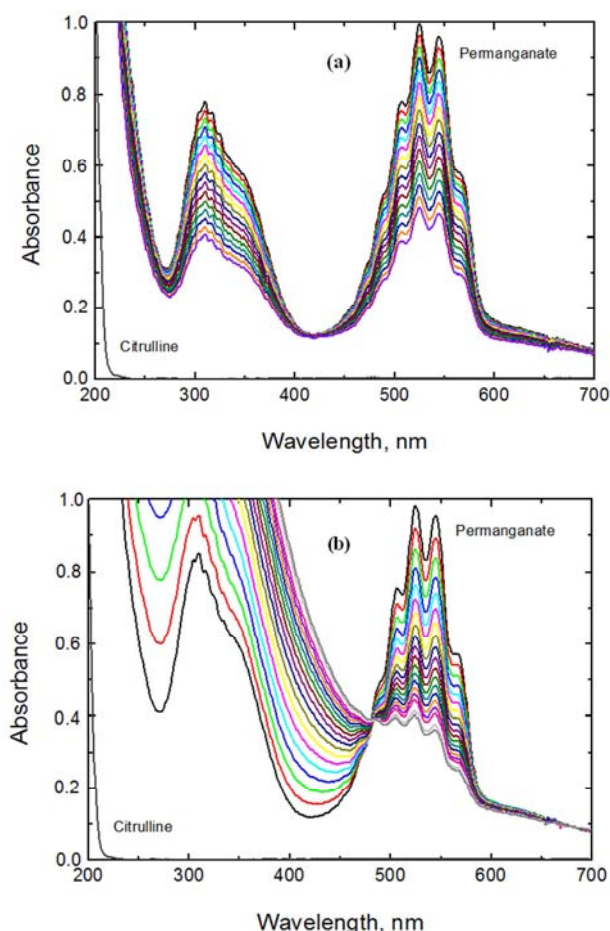 1.0
(a)
Permanganate
0.8
0.6
Absorbance
0.4
0.2
Citrulline
0.0
200 300 400 500 600 700
Wavelength, nm
1.0
(b)
Permanganate
0.8
0.6
Absorbance
0.4
0.2
Citrulline
0.0
200 300 400 500 600 700
Wavelength, nm